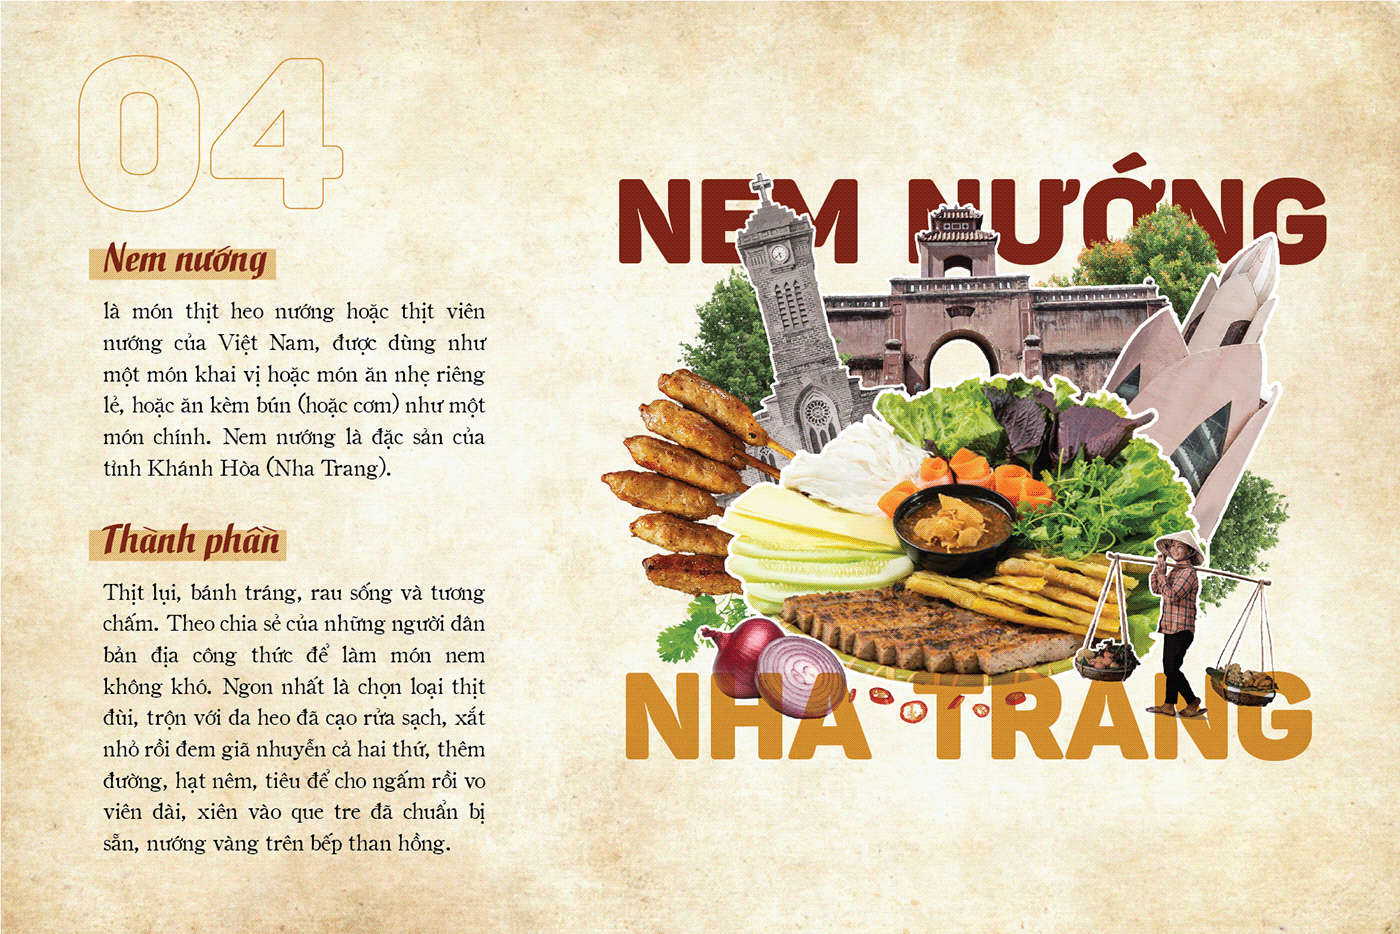 04
Nem nướng
là món thịt heo nướng hoặc thịt viên
nướng của Việt Nam, được dùng như
một món khai vị hoặc món ăn nhẹ riêng
lẻ, hoặc ăn kèm bún (hoặc cơm) như một
món chính. Nem nướng là đặc sản của
tỉnh Khánh Hòa (Nha Trang).
Thành phần
Thịt lụi, bánh tráng, rau sống và tương
chấm. Theo chia sẻ của những người dân
bản địa công thức để làm món nem
không khó. Ngon nhất là chọn loại thịt
đùi, trộn với da heo đã cạo rửa sạch, xắt
nhỏ rồi đem giã nhuyễn cả hai thứ, thêm
đường, hạt nêm, tiêu để cho ngấm rồi vo
viên dài, xiên vào que tre đã chuẩn bị
sẵn, nướng vàng trên bếp than hồng.
NEM NƯỚNG
NHA TRANG